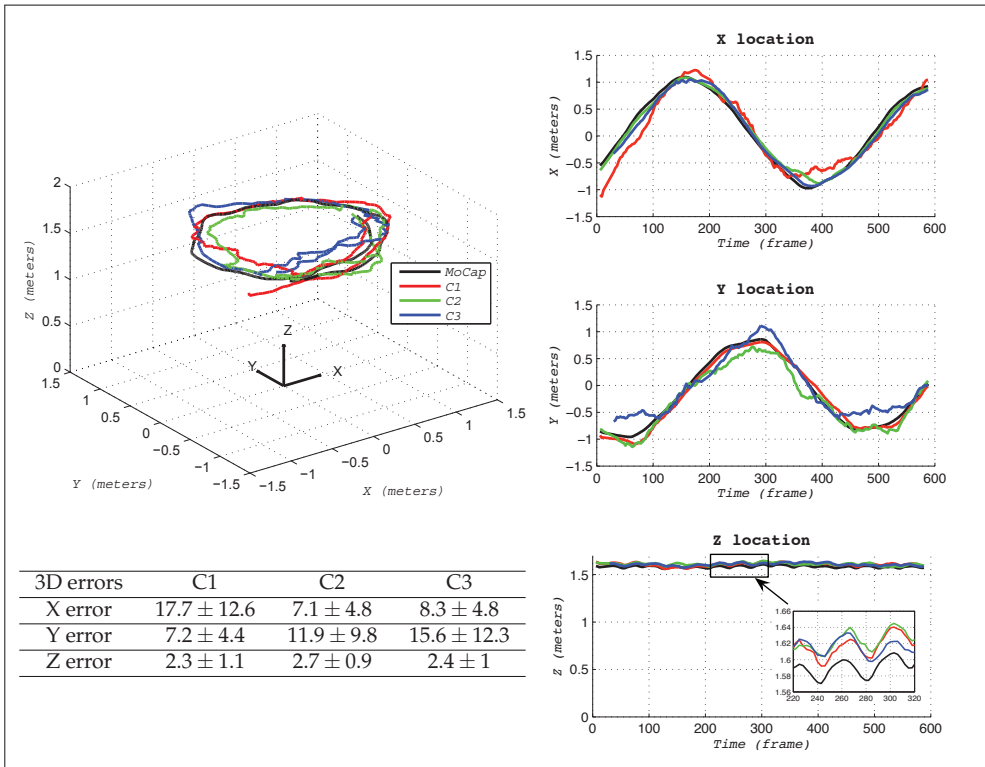 2
1.5
1
0.5
0
Z (meters)
1.5
1
0.5
0
−0.5
−1
−1.5
Y (meters)
−1.5
−1
−0.5
0
0.5
1
1.5
X (meters)
Z
Y
X
MoCap
C1
C2
C3
3D errors C1 C2 C3
X error 17.7 ± 12.6 7.1 ± 4.8 8.3 ± 4.8
Y error 7.2 ± 4.4 11.9 ± 9.8 15.6 ± 12.3
Z error 2.3 ± 1.1 2.7 ± 0.9 2.4 ± 1
X location
1.5
1
0.5
0
−0.5
−1
−1.5
X (meters)
0 100 200 300 400 500 600
Time (frame)
Y location
1.5
1
0.5
0
−0.5
−1
−1.5
Y (meters)
0 100 200 300 400 500 600
Time (frame)
Z location
1.5
1
0.5
0
Z (meters)
1.66
1.64
1.62
1.6
1.58
1.56
220 240 260 280 300 320
0 100 200 300 400 500 600
Time (frame)